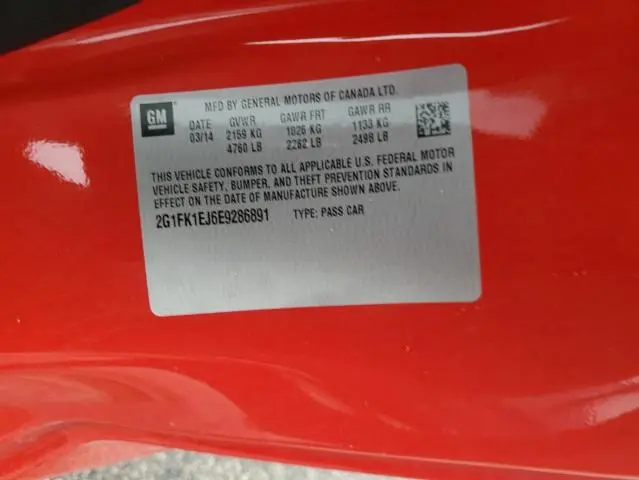 MFD BY GENERAL MOTORS OF CANADA LTD.
GM
DATE GVWR GAWR FRT GAWR RR
03/14 2159 KG 1026 KG 1133 KG
4760 LB 2262 LB 2498 LB
THIS VEHICLE CONFORMS TO ALL APPLICABLE U.S. FEDERAL MOTOR
VEHICLE SAFETY, BUMPER, AND THEFT PREVENTION STANDARDS IN
EFFECT ON THE DATE OF MANUFACTURE SHOWN ABOVE.
2G1FK1EJ6E9286891 TYPE: PASS CAR